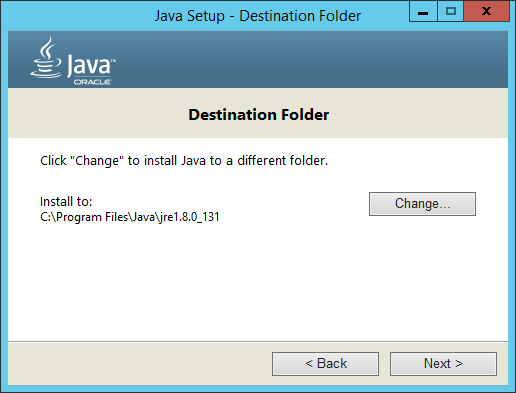 Java Setup - Destination Folder
Java™
ORACLE
Destination Folder
Click "Change" to install Java to a different folder.
Install to:
C:\Program Files\Java\jre1.8.0_131
Change...
< Back
Next >